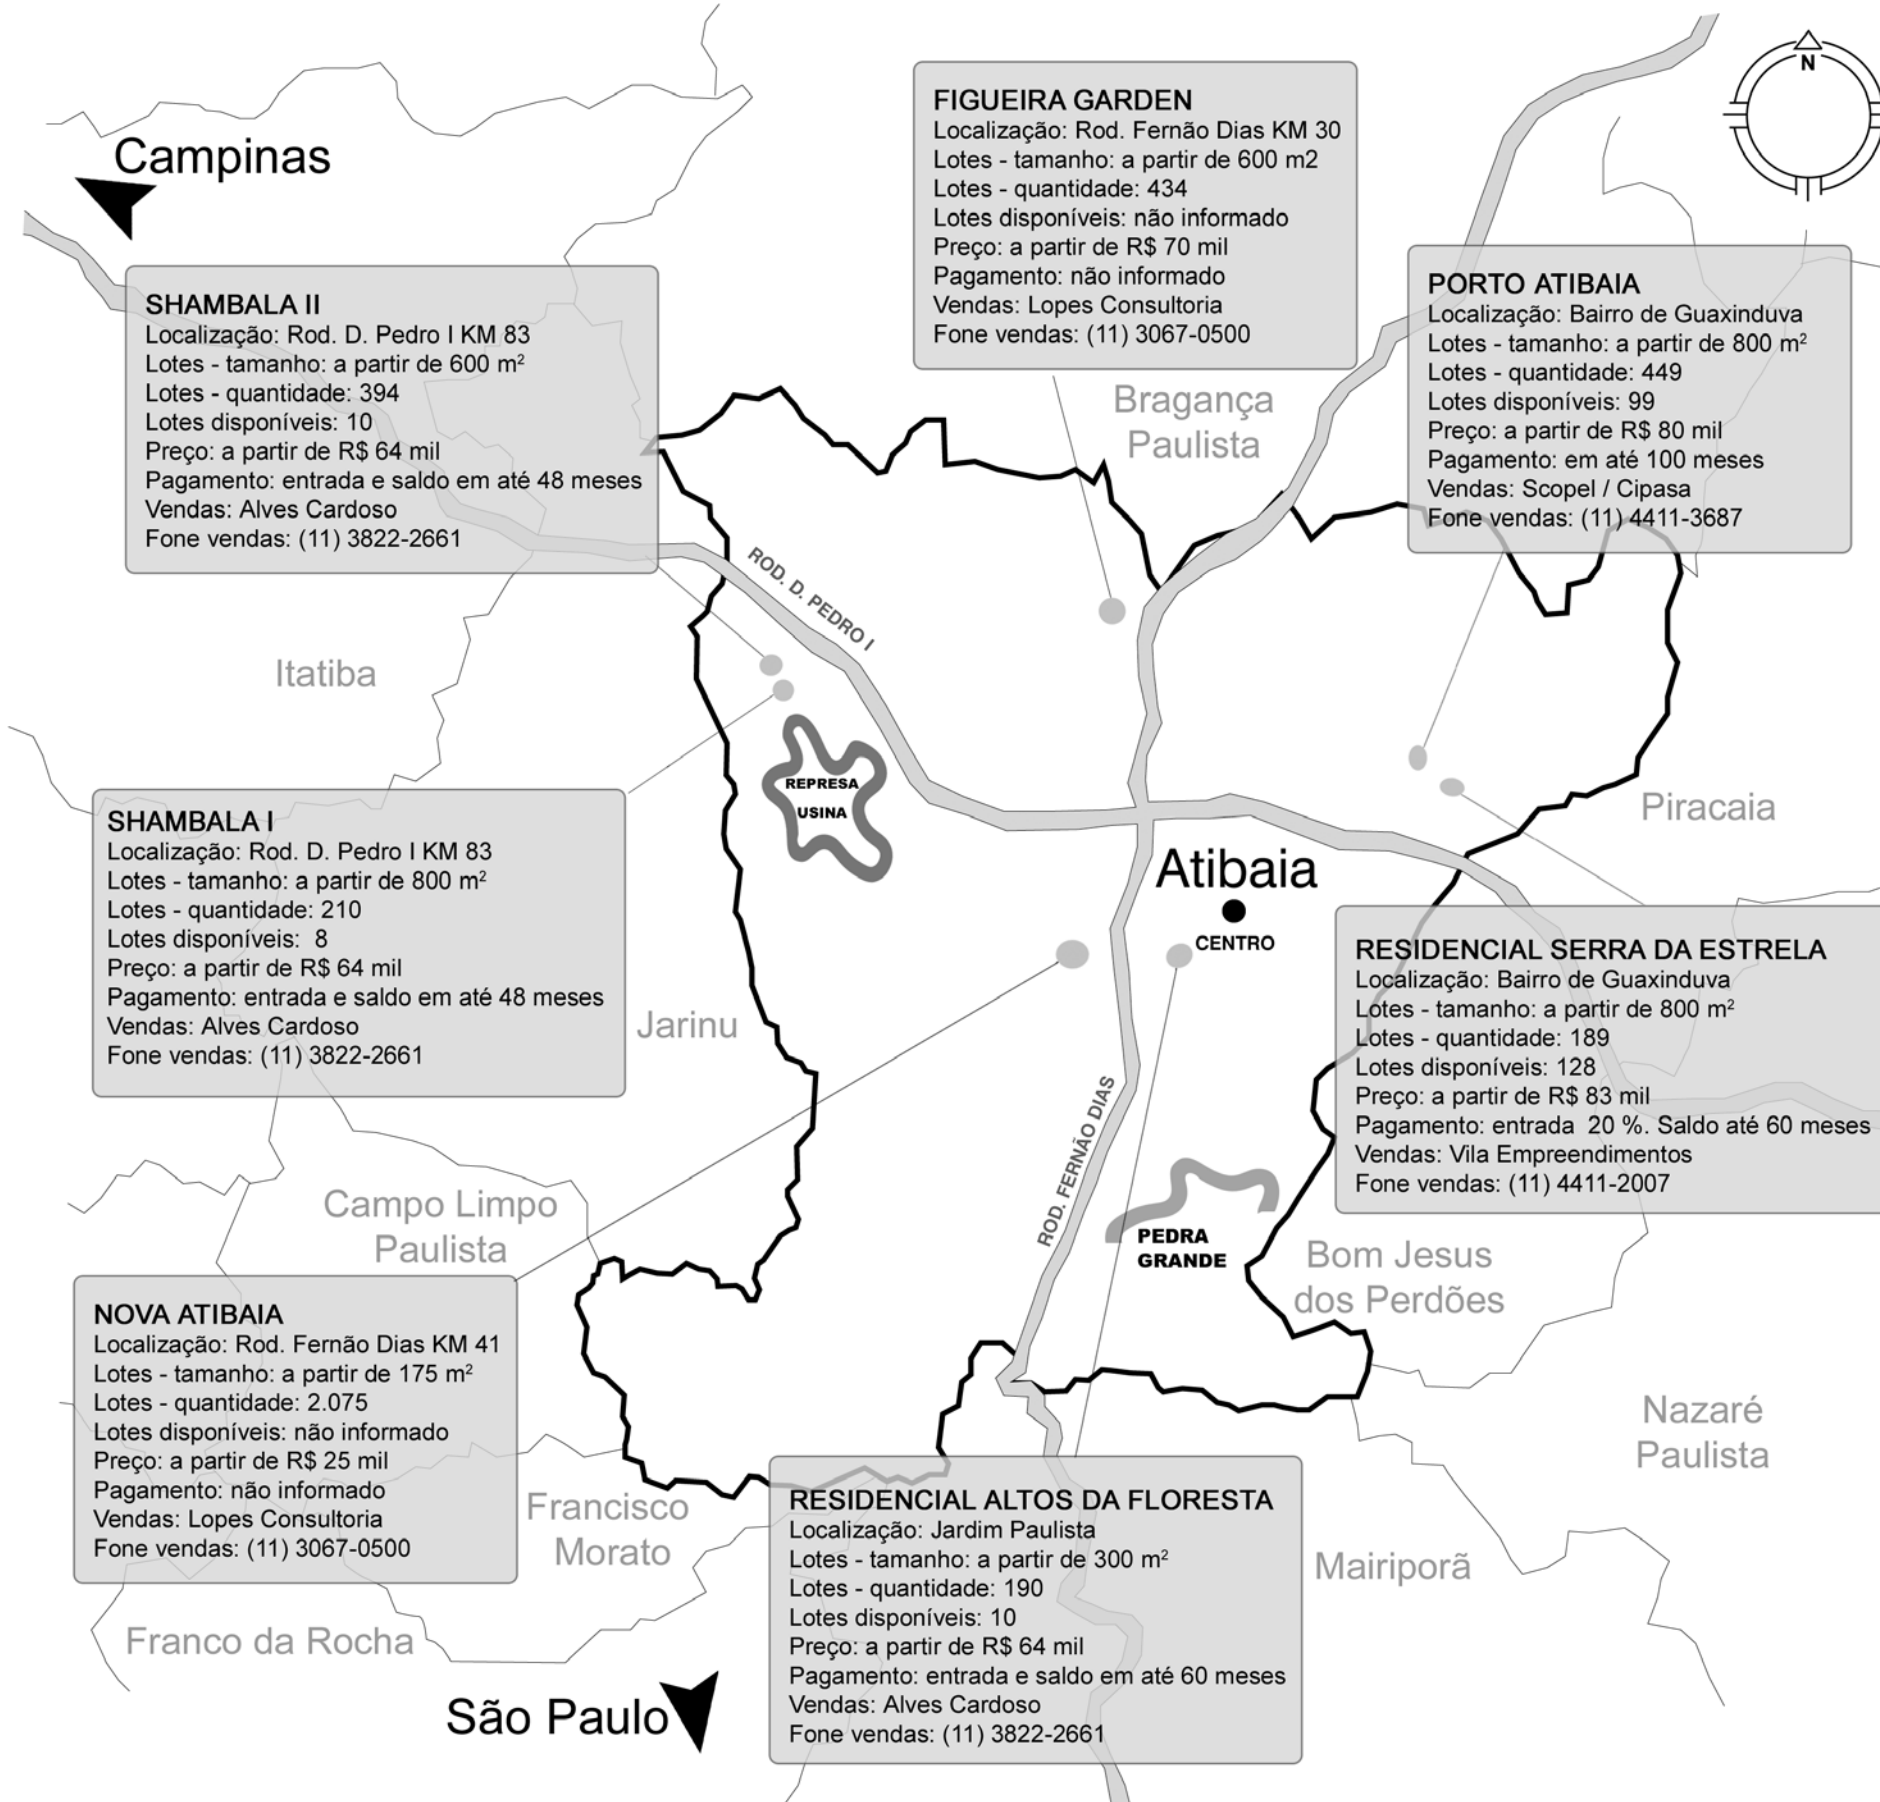 N
Campinas
FIGUEIRA GARDEN
Localização: Rod. Fernão Dias KM 30
Lotes - tamanho: a partir de 600 m2
Lotes - quantidade: 434
Lotes disponíveis: não informado
Preço: a partir de R$ 70 mil
Pagamento: não informado
Vendas: Lopes Consultoria
Fone vendas: (11) 3067-0500
PORTO ATIBAIA
Localização: Bairro de Guaxinduva
Lotes - tamanho: a partir de 800 m²
Lotes - quantidade: 449
Lotes disponíveis: 99
Preço: a partir de R$ 80 mil
Pagamento: em até 100 meses
Vendas: Scopel / Cipasa
Fone vendas: (11) 4411-3687
SHAMBALA II
Localização: Rod. D. Pedro I KM 83
Lotes - tamanho: a partir de 600 m²
Lotes - quantidade: 394
Lotes disponíveis: 10
Preço: a partir de R$ 64 mil
Pagamento: entrada e saldo em até 48 meses
Vendas: Alves Cardoso
Fone vendas: (11) 3822-2661
Bragança
Paulista
ROD. D. PEDRO I
Itatiba
REPRESA
USINA
Piracaia
SHAMBALA I
Localização: Rod. D. Pedro I KM 83
Lotes - tamanho: a partir de 800 m²
Lotes - quantidade: 210
Lotes disponíveis: 8
Preço: a partir de R$ 64 mil
Pagamento: entrada e saldo em até 48 meses
Vendas: Alves Cardoso
Fone vendas: (11) 3822-2661
Atibaia
CENTRO
Jarinu
RESIDENCIAL SERRA DA ESTRELA
Localização: Bairro de Guaxinduva
Lotes - tamanho: a partir de 800 m²
Lotes - quantidade: 189
Lotes disponíveis: 128
Preço: a partir de R$ 83 mil
Pagamento: entrada 20 %. Saldo até 60 meses
Vendas: Vila Empreendimentos
Fone vendas: (11) 4411-2007
ROD. FERNÃO DIAS
PEDRA
GRANDE
Campo Limpo
Paulista
Bom Jesus
dos Perdões
NOVA ATIBAIA
Localização: Rod. Fernão Dias KM 41
Lotes - tamanho: a partir de 175 m²
Lotes - quantidade: 2.075
Lotes disponíveis: não informado
Preço: a partir de R$ 25 mil
Pagamento: não informado
Vendas: Lopes Consultoria
Fone vendas: (11) 3067-0500
Nazaré
Paulista
Francisco
Morato
RESIDENCIAL ALTOS DA FLORESTA
Localização: Jardim Paulista
Lotes - tamanho: a partir de 300 m²
Lotes - quantidade: 190
Lotes disponíveis: 10
Preço: a partir de R$ 64 mil
Pagamento: entrada e saldo em até 60 meses
Vendas: Alves Cardoso
Fone vendas: (11) 3822-2661
Mairiporã
Franco da Rocha
São Paulo